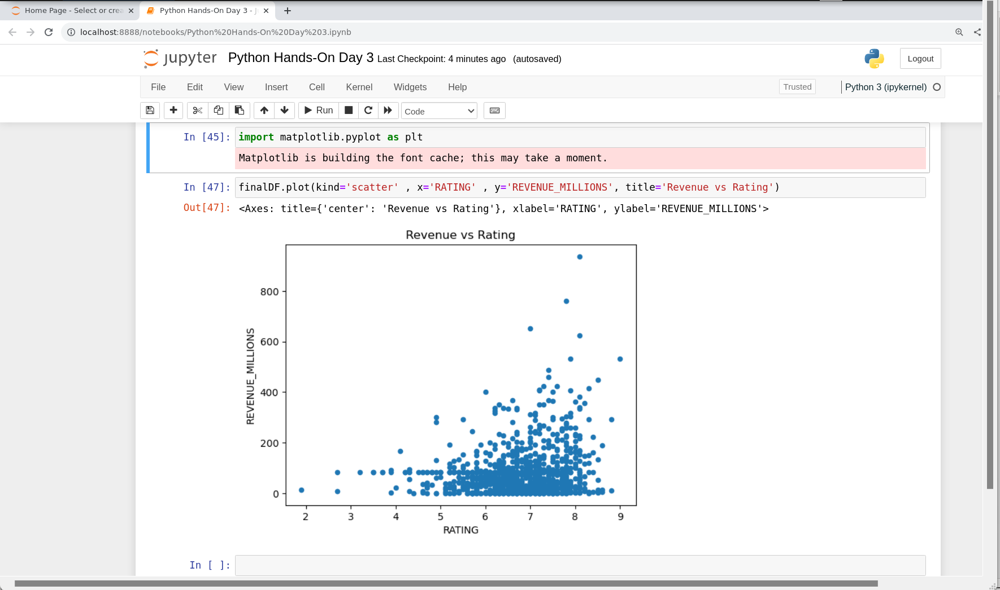 Home Page - Select or crea
Python Hands-On Day 3 - J
localhost:8888/notebooks/Python%20Hands-On%20Day%203.ipynb
jupyter Python Hands-On Day 3 Last Checkpoint: 4 minutes ago (autosaved)
Logout
File Edit View Insert Cell Kernel Widgets Help
Trusted
Python 3 (ipykernel)
Run
Code
In [45]: import matplotlib.pyplot as plt
Matplotlib is building the font cache; this may take a moment.
In [47]: finalDF.plot(kind='scatter' , x='RATING' , y='REVENUE_MILLIONS', title='Revenue vs Rating')
Out[47]: <Axes: title={'center': 'Revenue vs Rating'}, xlabel='RATING', ylabel='REVENUE_MILLIONS'>
Revenue vs Rating
800
600
400
200
0
REVENUE_MILLIONS
2 3 4 5 6 7 8 9
RATING
In [ ]: